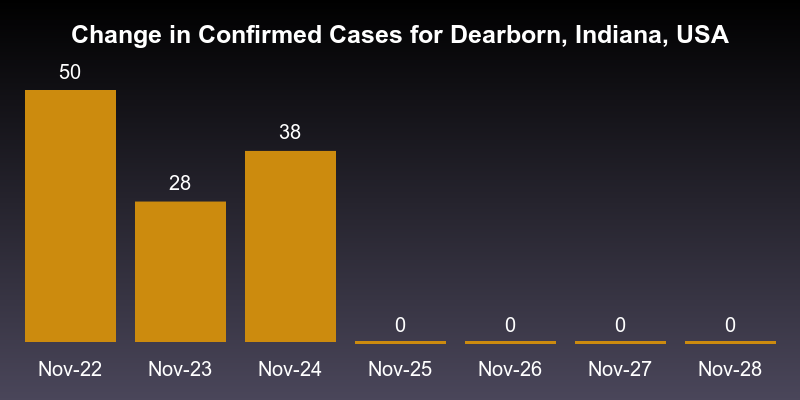 Change in Confirmed Cases for Dearborn, Indiana, USA
50
28
38
0
0
0
0
Nov-22
Nov-23
Nov-24
Nov-25
Nov-26
Nov-27
Nov-28